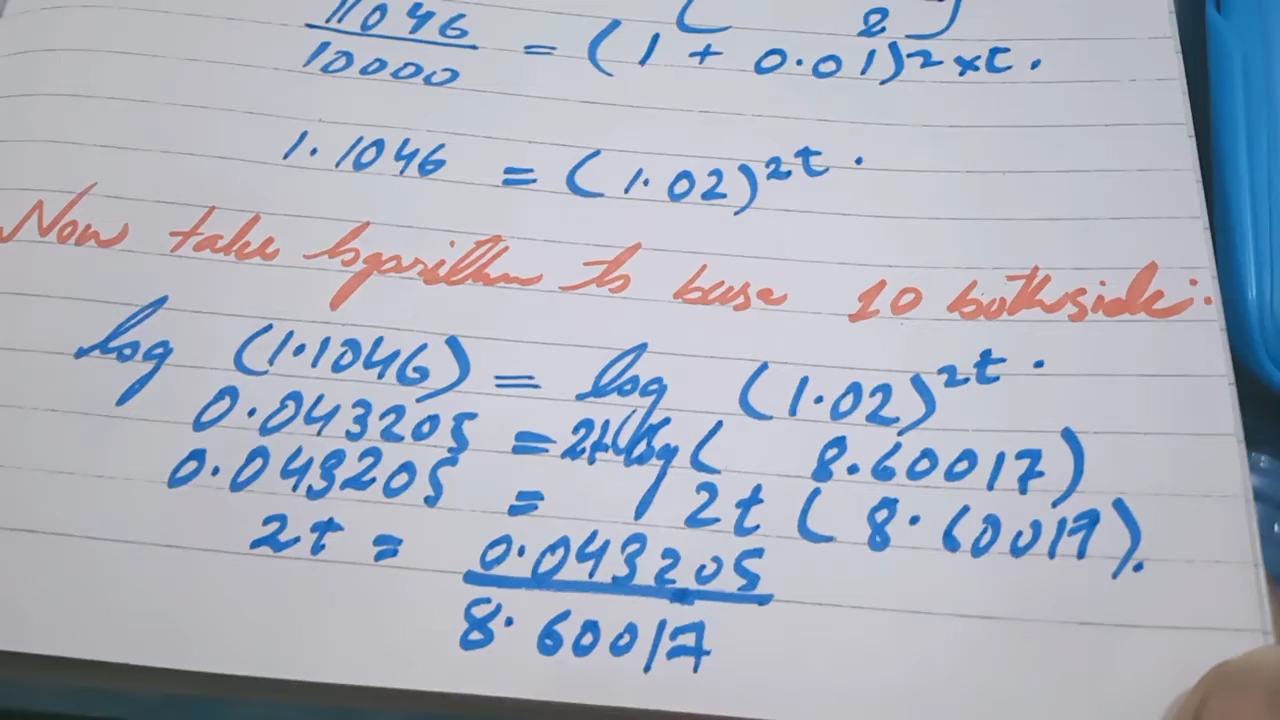 ( 2 ]
11046 / 10000 = (1 + 0.01)2×t.
1.1046 = (1.02)^2t.
Now take logarithm to base 10 bothside:
log (1.1046) = log (1.02)^2t.
0.043205 = 2t log( 8.60017)
0.043205 = 2t (8.60017).
2t = 0.043205 / 8.60017